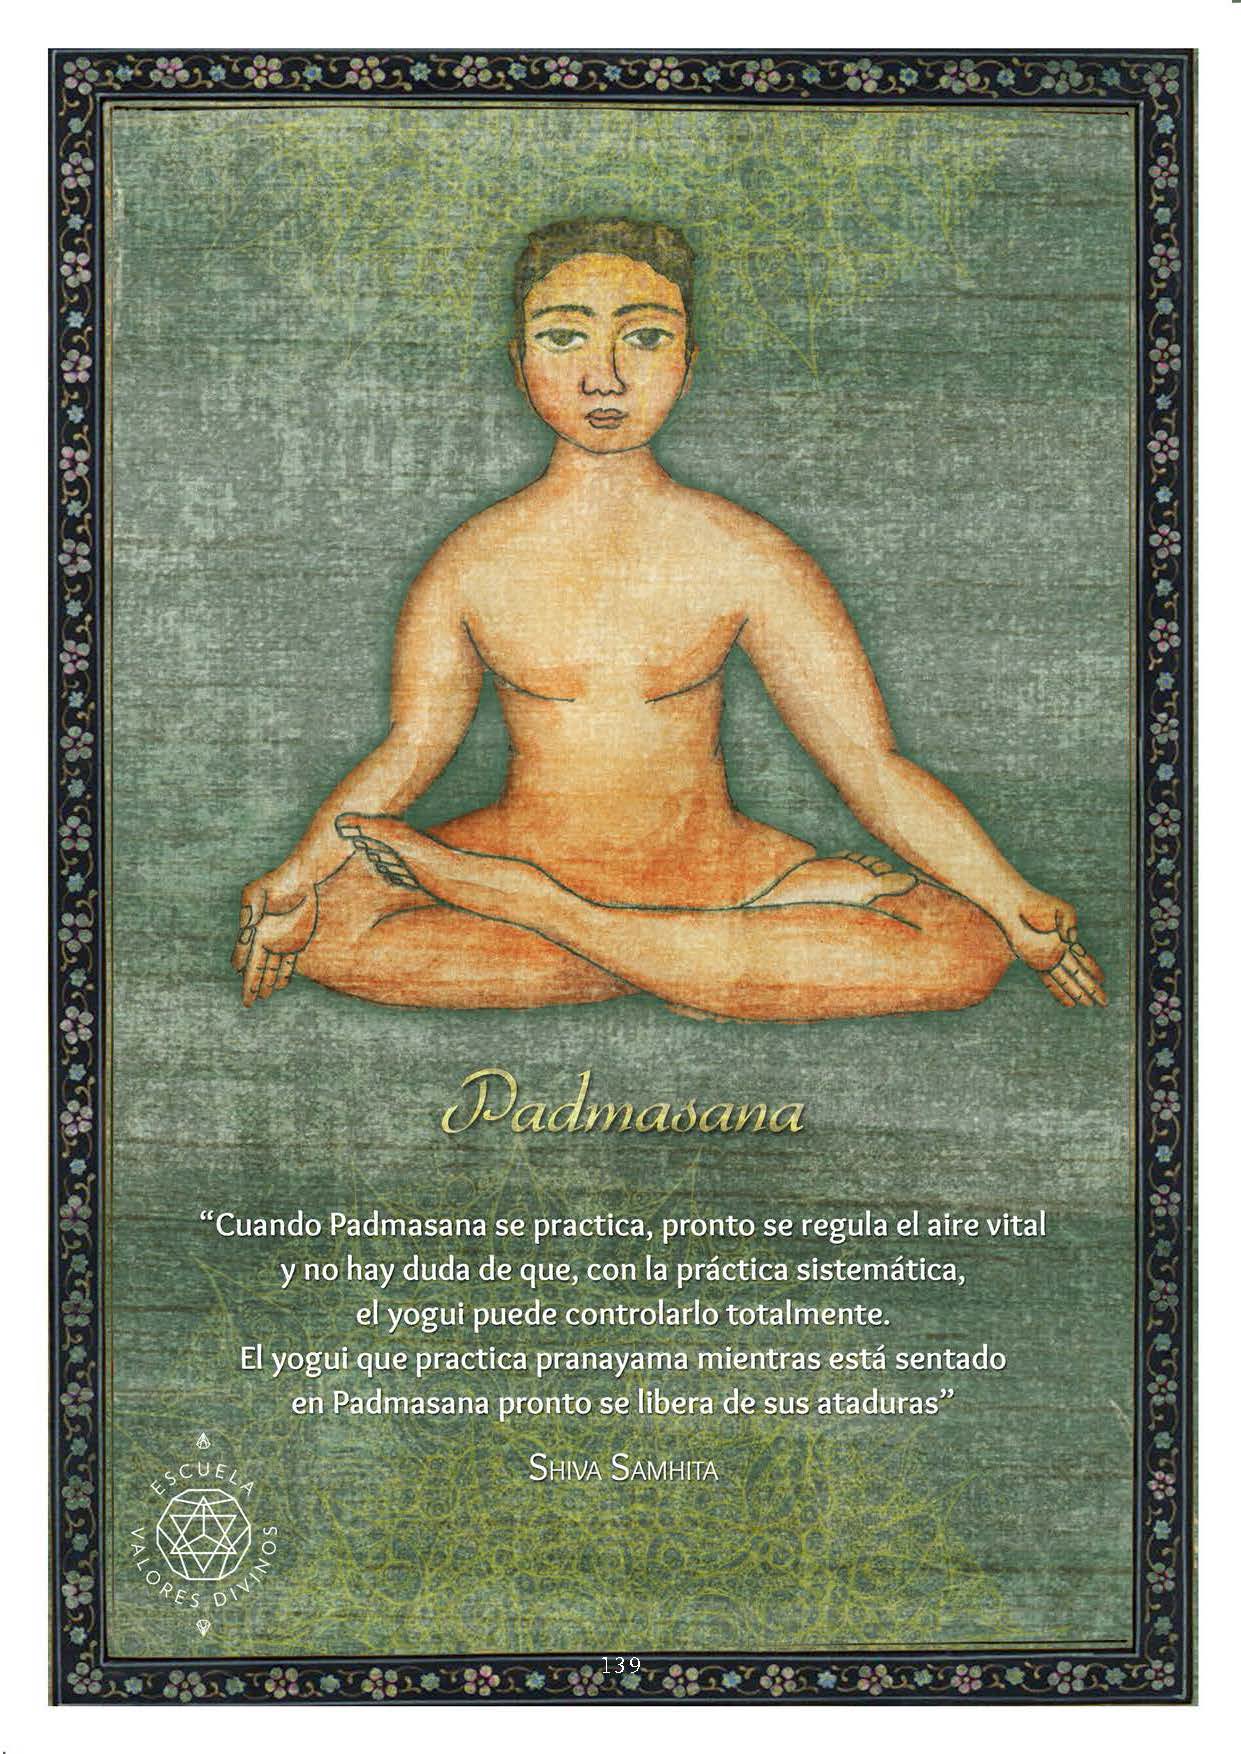 Padmasana
“Cuando Padmasana se practica, pronto se regula el aire vital
y no hay duda de que, con la práctica sistemática,
el yogui puede controlarlo totalmente.
El yogui que practica pranayama mientras está sentado
en Padmasana pronto se libera de sus ataduras”
Shiva Samhita
ESCUELA
VALORES DIVINOS
139